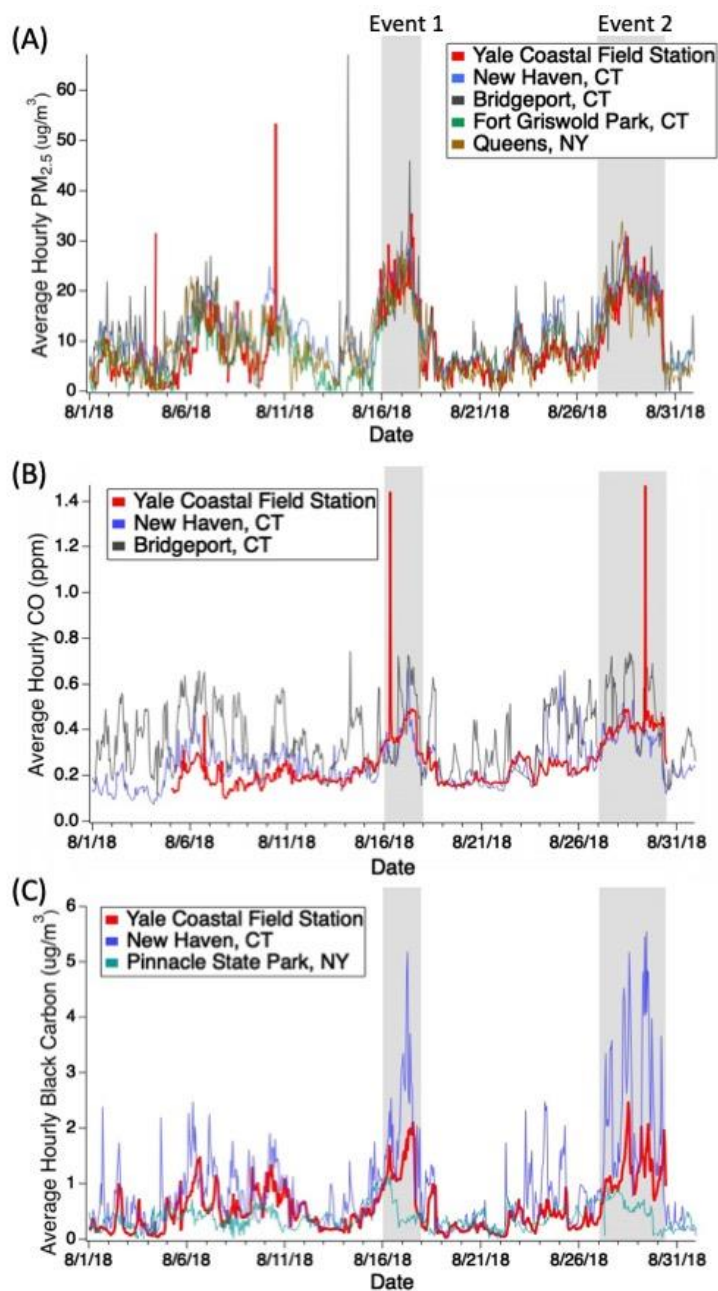 Event 1 Event 2
(A)
Yale Coastal Field Station
New Haven, CT
Bridgeport, CT
Fort Griswold Park, CT
Queens, NY
Average Hourly PM2.5 (ug/m3)
60
50
40
30
20
10
0
8/1/18 8/6/18 8/11/18 8/16/18 8/21/18 8/26/18 8/31/18
Date
(B)
Yale Coastal Field Station
New Haven, CT
Bridgeport, CT
Average Hourly CO (ppm)
1.4
1.2
1.0
0.8
0.6
0.4
0.2
0.0
8/1/18 8/6/18 8/11/18 8/16/18 8/21/18 8/26/18 8/31/18
Date
(C)
Yale Coastal Field Station
New Haven, CT
Pinnacle State Park, NY
Average Hourly Black Carbon (ug/m3)
6
5
4
3
2
1
0
8/1/18 8/6/18 8/11/18 8/16/18 8/21/18 8/26/18 8/31/18
Date